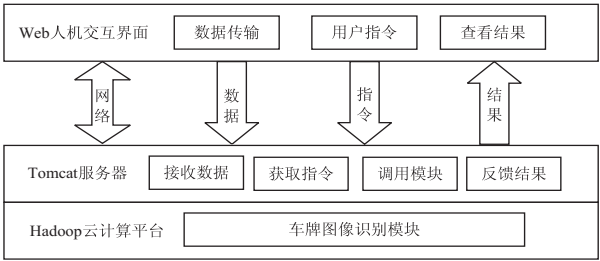 Web人机交互界面 数据传输 用户指令 查看结果
网络 数据 指令 结果
Tomcat服务器 接收数据 获取指令 调用模块 反馈结果
Hadoop云计算平台 车牌图像识别模块